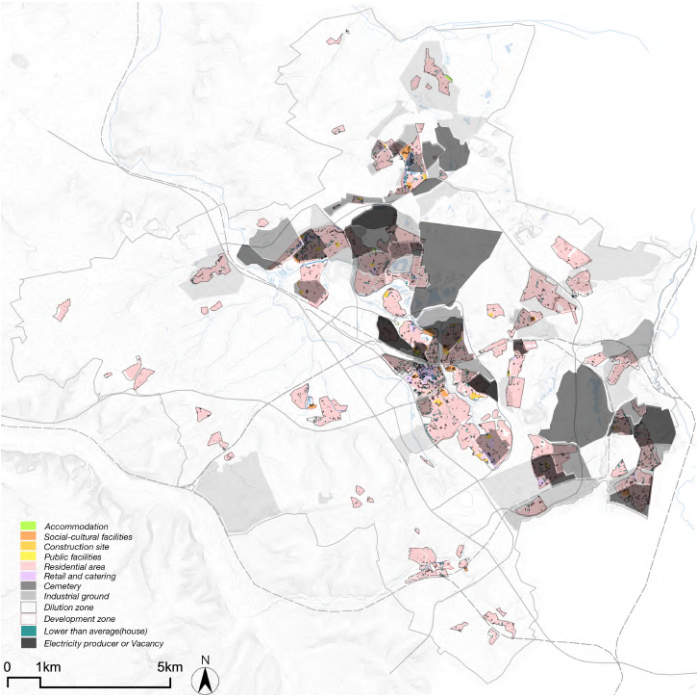 Accommodation
Social-cultural facilities
Construction site
Public facilities
Residential area
Retail and catering
Cemetery
Industrial ground
Dilution zone
Development zone
Lower than average(house)
Electricity producer or Vacancy
0 1km 5km N